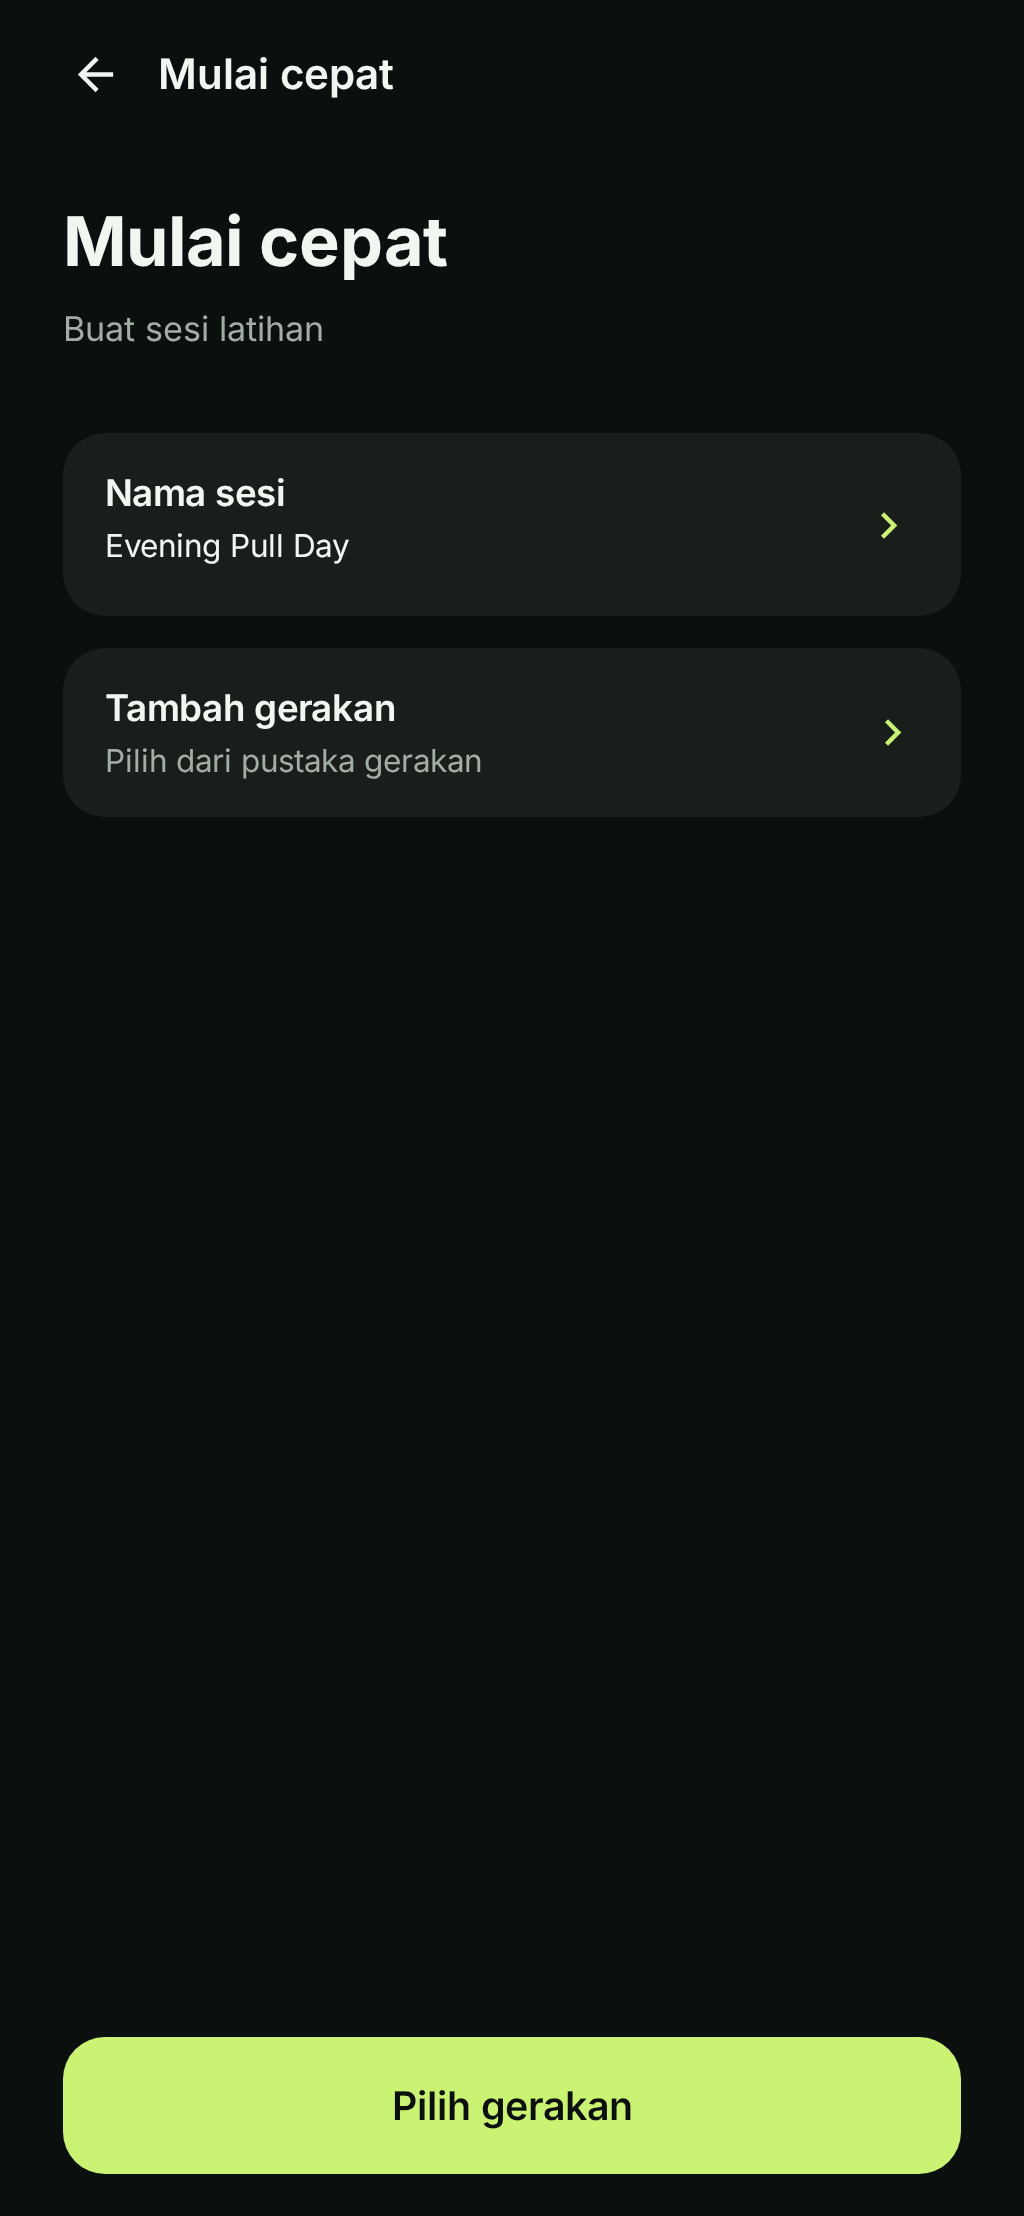 Mulai cepat
Mulai cepat
Buat sesi latihan
Nama sesi
Evening Pull Day
Tambah gerakan
Pilih dari pustaka gerakan
Pilih gerakan